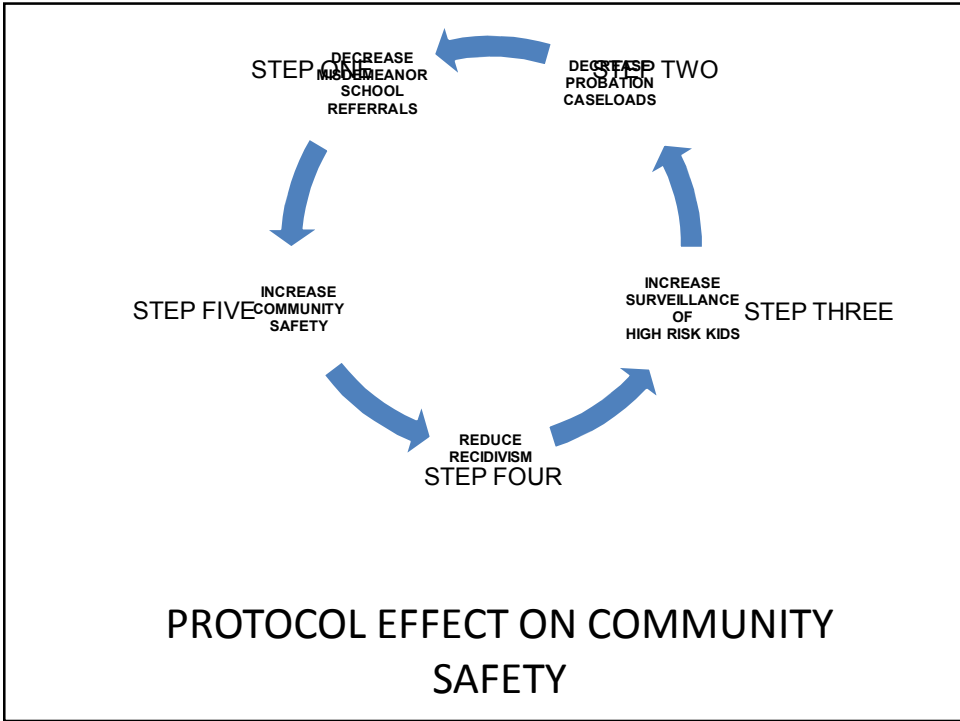 STEP ONE
DECREASE
MISDEMEANOR
SCHOOL
REFERRALS
STEP TWO
DECREASE
PROBATION
CASELOADS
INCREASE
SURVEILLANCE
OF
HIGH RISK KIDS
STEP THREE
REDUCE
RECIDIVISM
STEP FOUR
STEP FIVE
INCREASE
COMMUNITY
SAFETY
PROTOCOL EFFECT ON COMMUNITY
SAFETY